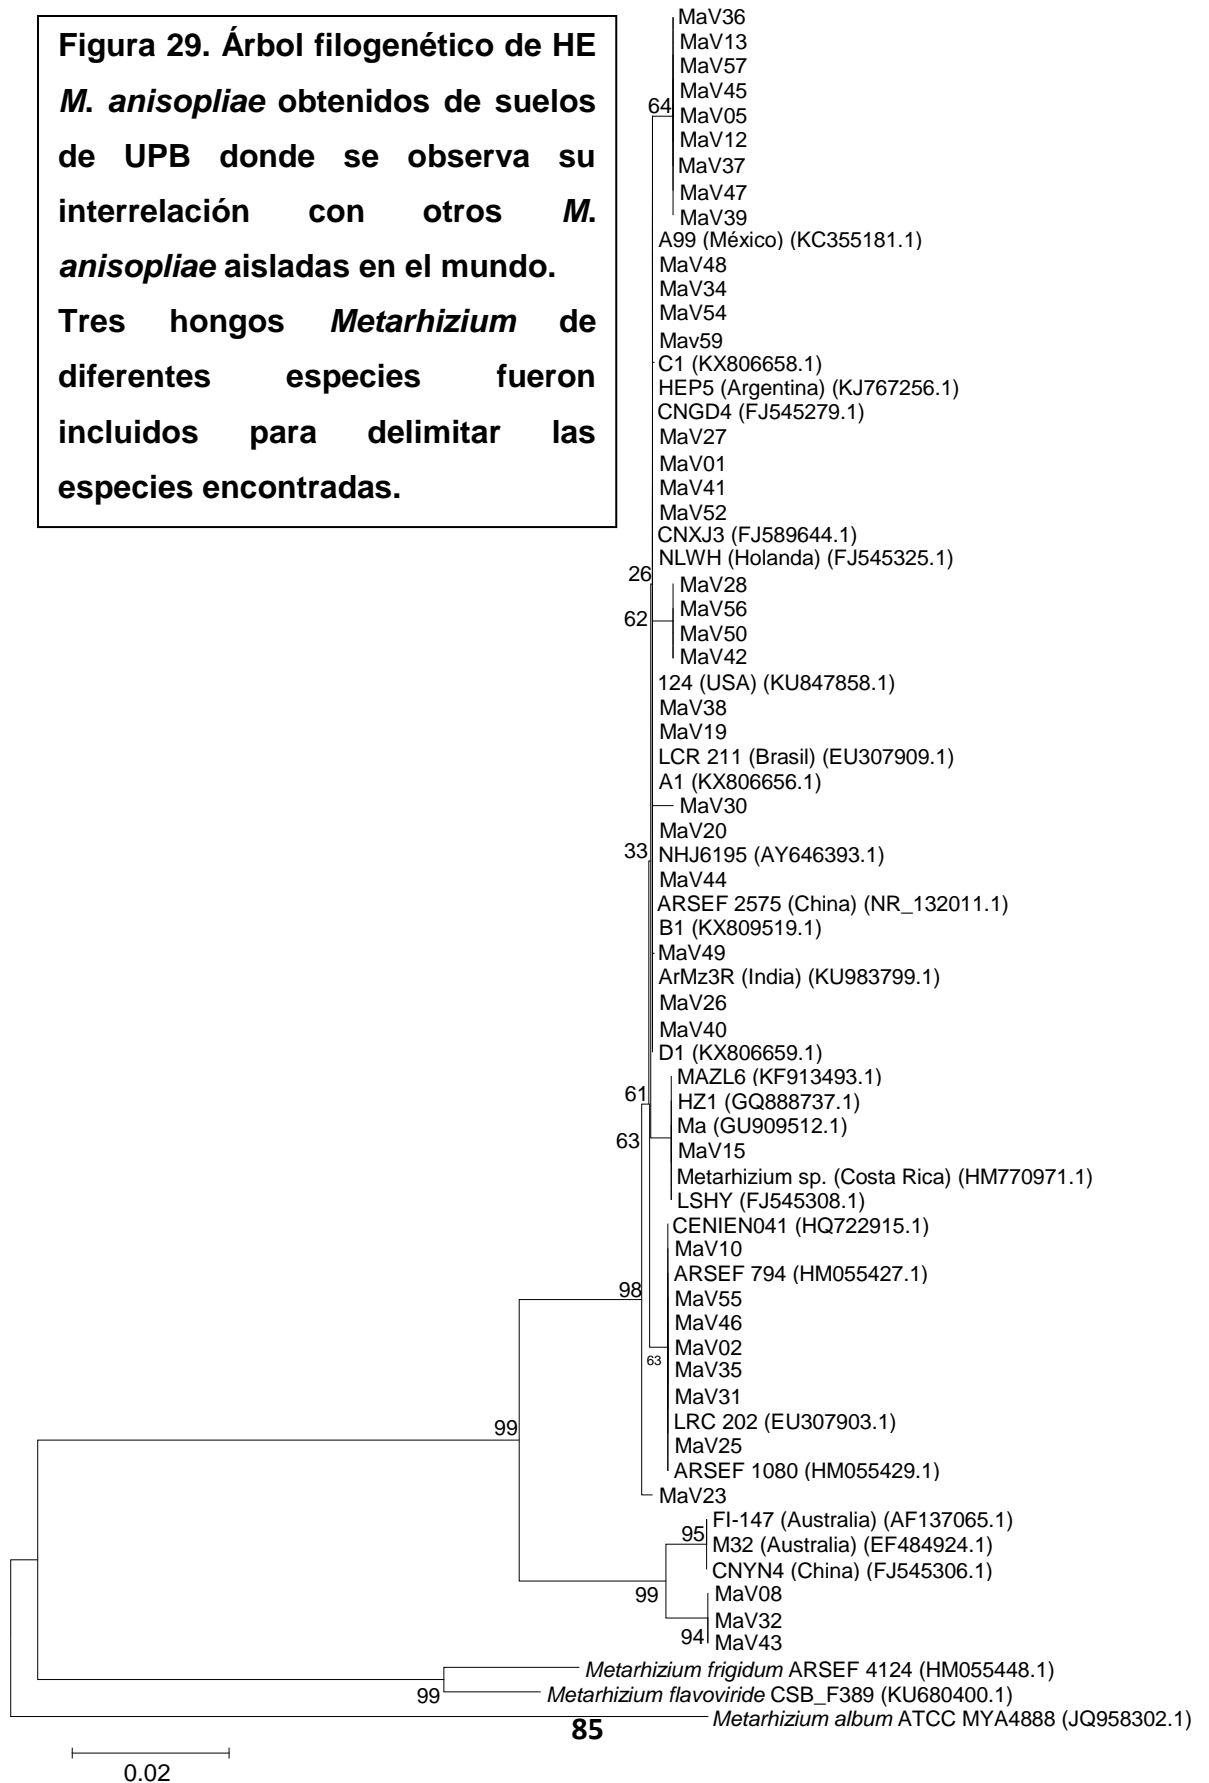 Figura 29. Árbol filogenético de HE
M. anisopliae obtenidos de suelos
de UPB donde se observa su
interrelación con otros M.
anisopliae aisladas en el mundo.
Tres hongos Metarhizium de
diferentes especies fueron
incluidos para delimitar las
especies encontradas.
MaV36
MaV13
MaV57
MaV45
64
MaV05
MaV12
MaV37
MaV47
MaV39
A99 (México) (KC355181.1)
MaV48
MaV34
MaV54
Mav59
C1 (KX806658.1)
HEP5 (Argentina) (KJ767256.1)
CNGD4 (FJ545279.1)
MaV27
MaV01
MaV41
MaV52
CNXJ3 (FJ589644.1)
NLWH (Holanda) (FJ545325.1)
26
MaV28
MaV56
62
MaV50
MaV42
124 (USA) (KU847858.1)
MaV38
MaV19
LCR 211 (Brasil) (EU307909.1)
A1 (KX806656.1)
MaV30
MaV20
33
NHJ6195 (AY646393.1)
MaV44
ARSEF 2575 (China) (NR_132011.1)
B1 (KX809519.1)
MaV49
ArMz3R (India) (KU983799.1)
MaV26
MaV40
D1 (KX806659.1)
MAZL6 (KF913493.1)
61
HZ1 (GQ888737.1)
Ma (GU909512.1)
63
MaV15
Metarhizium sp. (Costa Rica) (HM770971.1)
LSHY (FJ545308.1)
CENIEN041 (HQ722915.1)
MaV10
ARSEF 794 (HM055427.1)
98
MaV55
MaV46
MaV02
63
MaV35
MaV31
LRC 202 (EU307903.1)
99
MaV25
ARSEF 1080 (HM055429.1)
MaV23
FI-147 (Australia) (AF137065.1)
95
M32 (Australia) (EF484924.1)
CNYN4 (China) (FJ545306.1)
99
MaV08
MaV32
94
MaV43
Metarhizium frigidum ARSEF 4124 (HM055448.1)
99
Metarhizium flavoviride CSB_F389 (KU680400.1)
Metarhizium album ATCC MYA4888 (JQ958302.1)
85
0.02